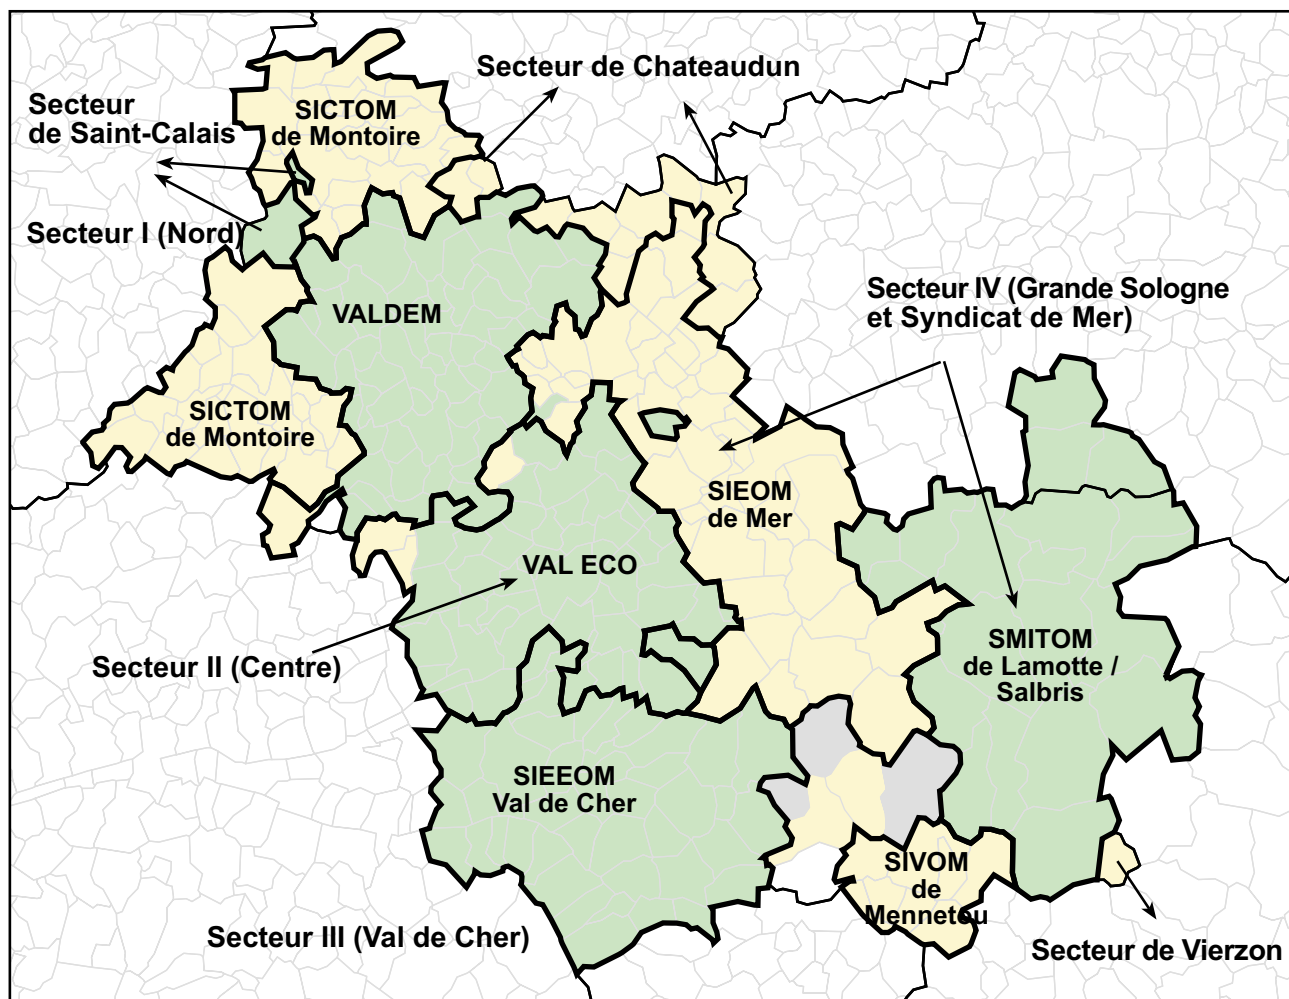 Secteur de Chateaudun
Secteur
de Saint-Calais
SICTOM
de Montoire
Secteur I (Nord)
VALDEM
Secteur IV (Grande Sologne
et Syndicat de Mer)
SICTOM
de Montoire
SIEOM
de Mer
VAL ECO
SMITOM
de Lamotte /
Salbris
Secteur II (Centre)
SIEEOM
Val de Cher
SIVOM
de
Mennetou
Secteur III (Val de Cher)
Secteur de Vierzon